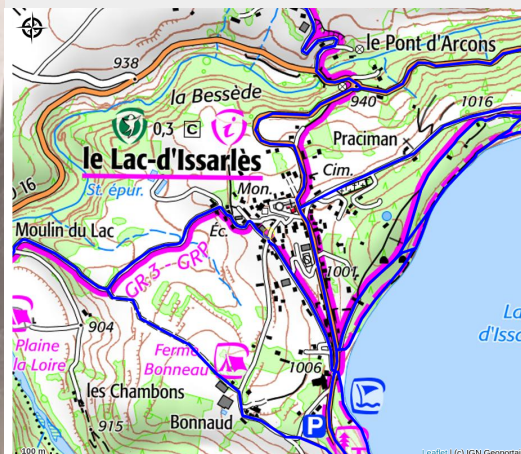 le Pont d'Arcons
938
la Bessède
940
1016
0,3 C i
Praciman
le Lac-d'Issarlès
Cim.
D 16
St. épur.
Mon.
Moulin du Lac
Éc.
GR-3---GRP
1001
904
Plaine
la Loire
Ferme
Bonneau
1006
d'Issa
les Chambons
Bonnaud
P
915
100 m
Leaflet | (c) IGN Geoportail